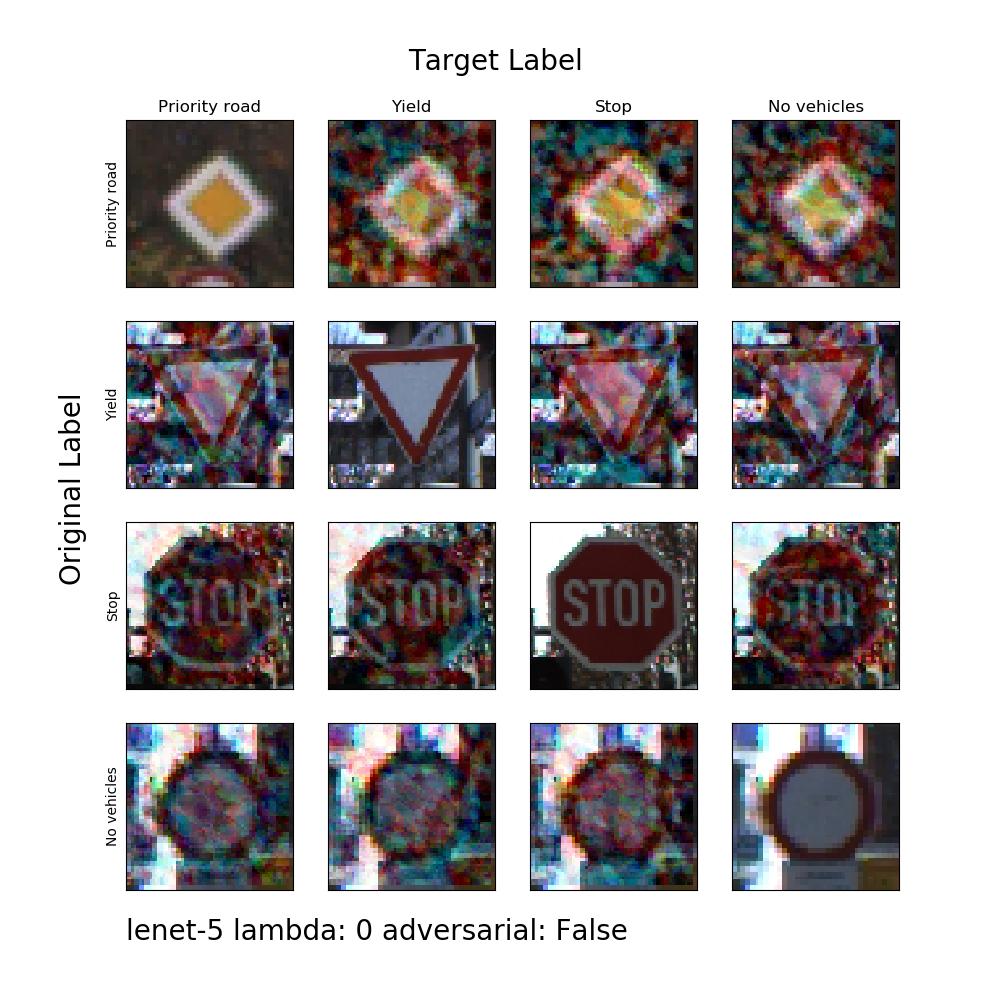 Target Label
Priority road Yield Stop No vehicles
Original Label
Priority road
Yield
Stop
STOP STOP STOP STOP
No vehicles
lenet-5 lambda: 0 adversarial: False